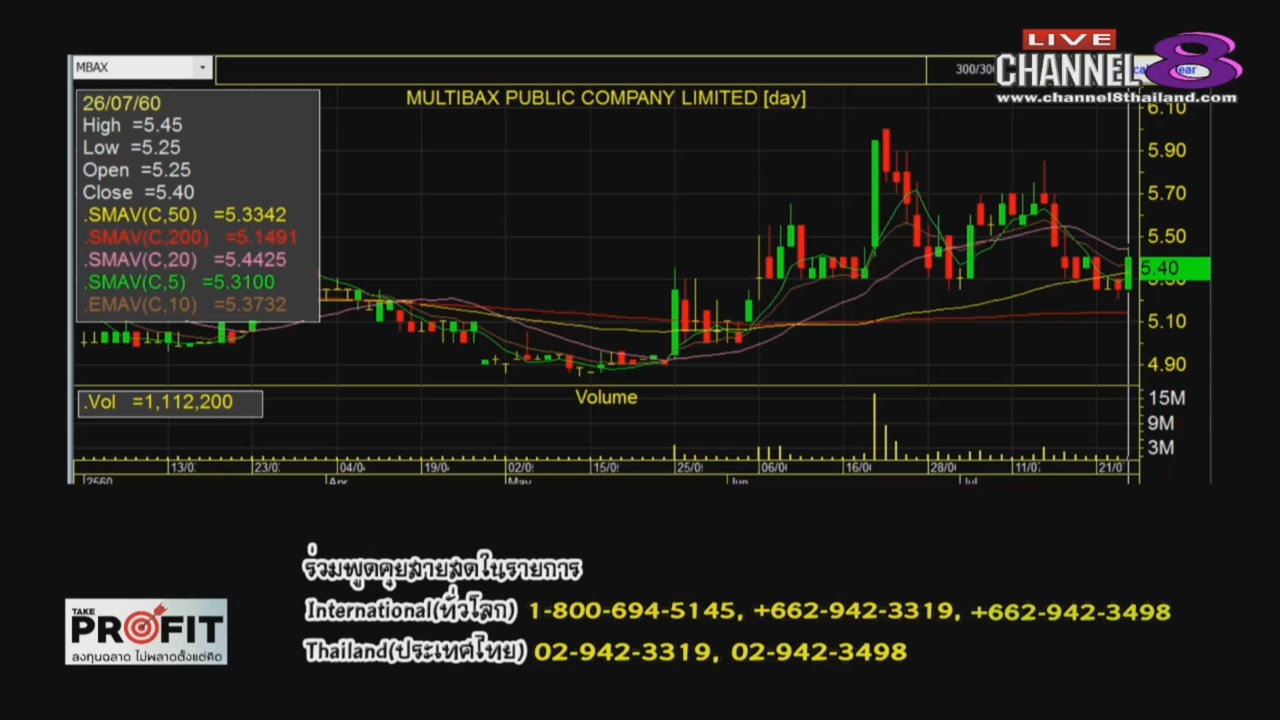 LIVE
CHANNEL 8
www.channel8thailand.com
MBAX
MULTIBAX PUBLIC COMPANY LIMITED [day]
26/07/60
High =5.45
Low =5.25
Open =5.25
Close =5.40
.SMAV(C,50) =5.3342
.SMAV(C,200) =5.1491
.SMAV(C,20) =5.4425
.SMAV(C,5) =5.3100
.EMAV(C,10) =5.3732
6.10
5.90
5.70
5.50
5.40
5.30
5.10
4.90
.Vol =1,112,200
Volume
15M
9M
3M
13/0 23/0 04/0 19/0 02/0 15/0 25/0 06/0 16/0 28/0 11/0 21/0
2560 Apr May Jun Jul
ร่วมพูดคุยสายสดในรายการ
International(ทั่วโลก) 1-800-694-5145, +662-942-3319, +662-942-3498
Thailand(ประเทศไทย) 02-942-3319, 02-942-3498
TAKE
PROFIT
ลงทุนฉลาด ไม่พลาดตั้งแต่คิด